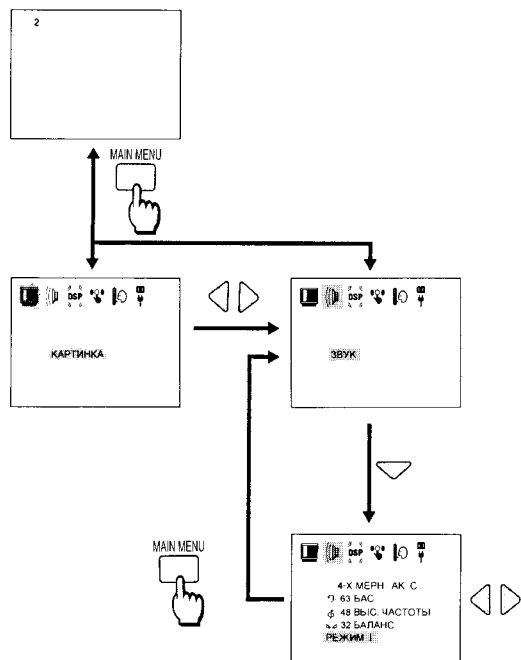 2
MAIN MENU
DSP
КАРТИНКА
DSP
ЗВУК
MAIN MENU
DSP
4-Х МЕРН АК С
63 БАС
48 ВЫС. ЧАСТОТЫ
32 БАЛАНС
РЕЖИМ I